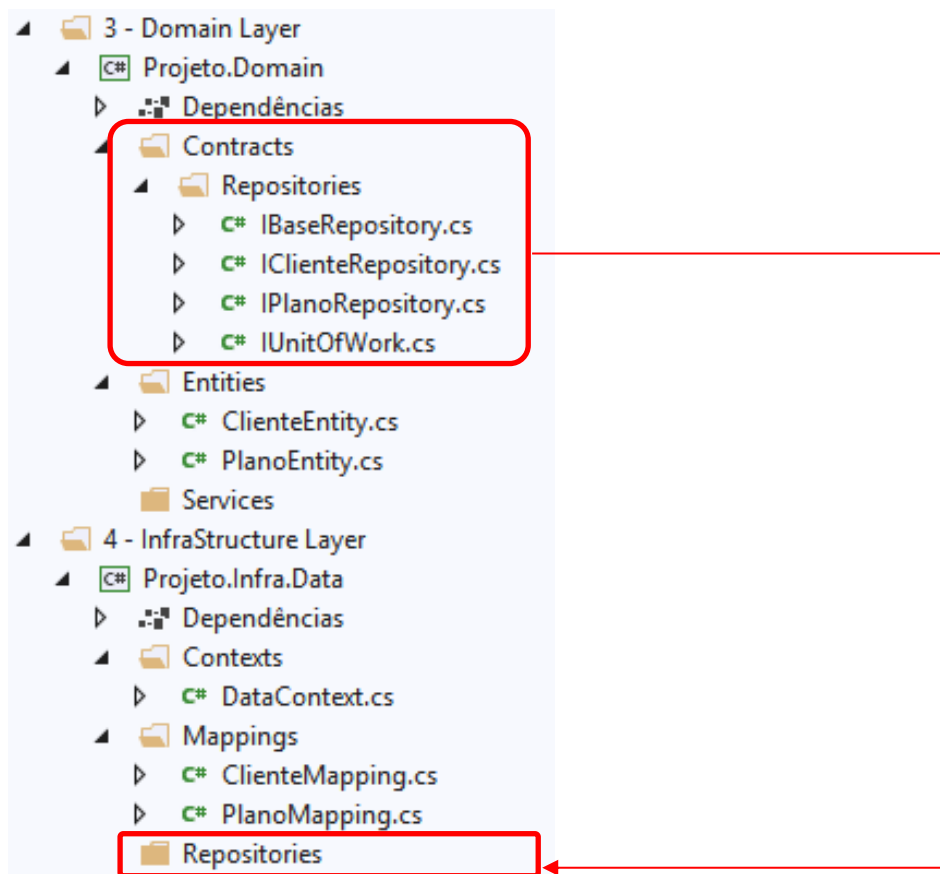 3 - Domain Layer
C# Projeto.Domain
Dependências
Contracts
Repositories
C# IBaseRepository.cs
C# IClienteRepository.cs
C# IPlanoRepository.cs
C# IUnitOfWork.cs
Entities
C# ClienteEntity.cs
C# PlanoEntity.cs
Services
4 - InfraStructure Layer
C# Projeto.Infra.Data
Dependências
Contexts
C# DataContext.cs
Mappings
C# ClienteMapping.cs
C# PlanoMapping.cs
Repositories